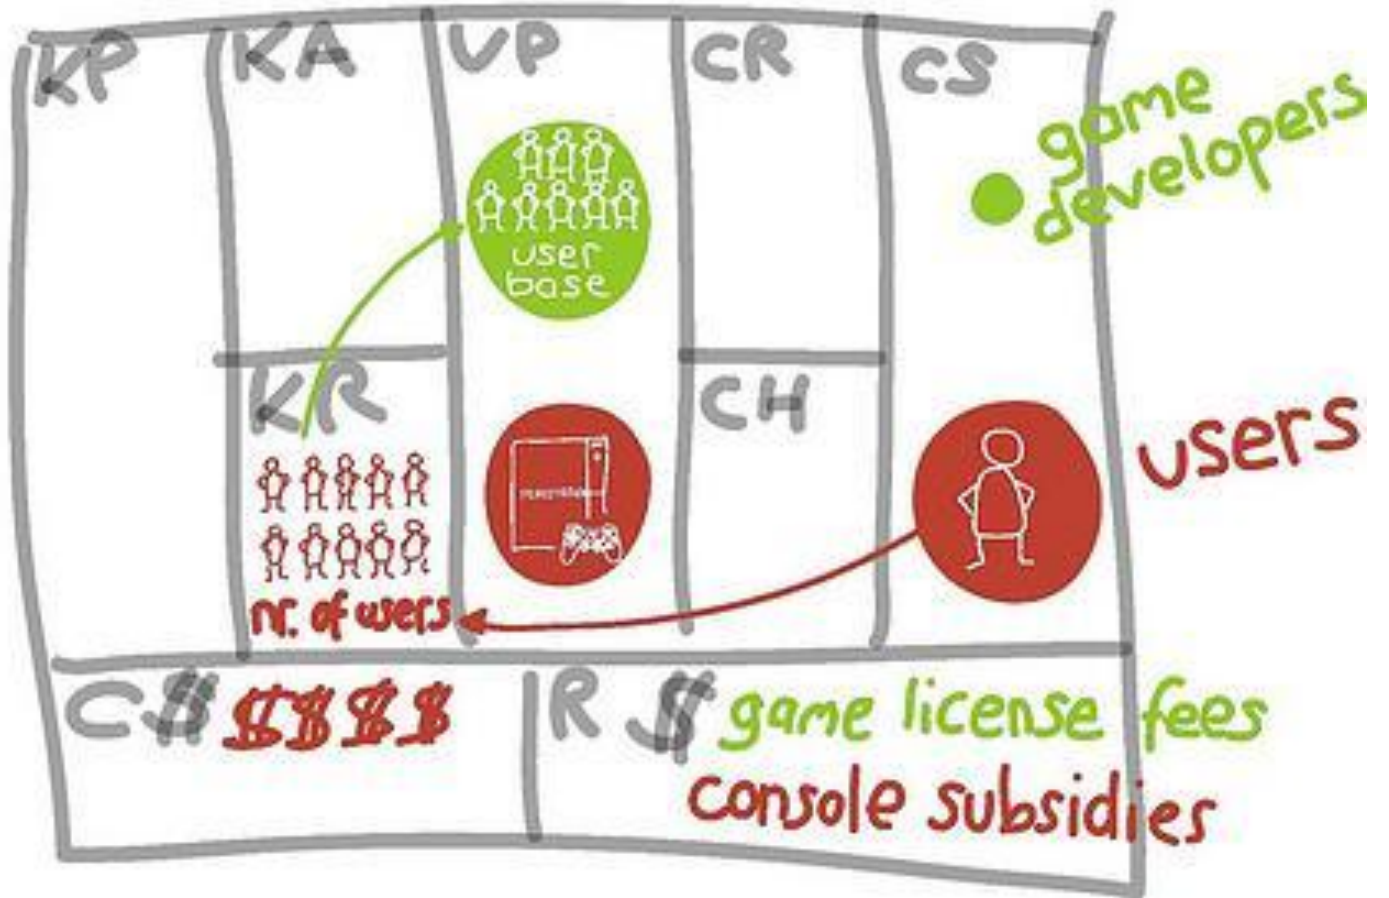 KP KA VP CR CS
game
developers
user
base
KR
CH
users
nr. of users
C$ $$$$
R $ game license fees
console subsidies